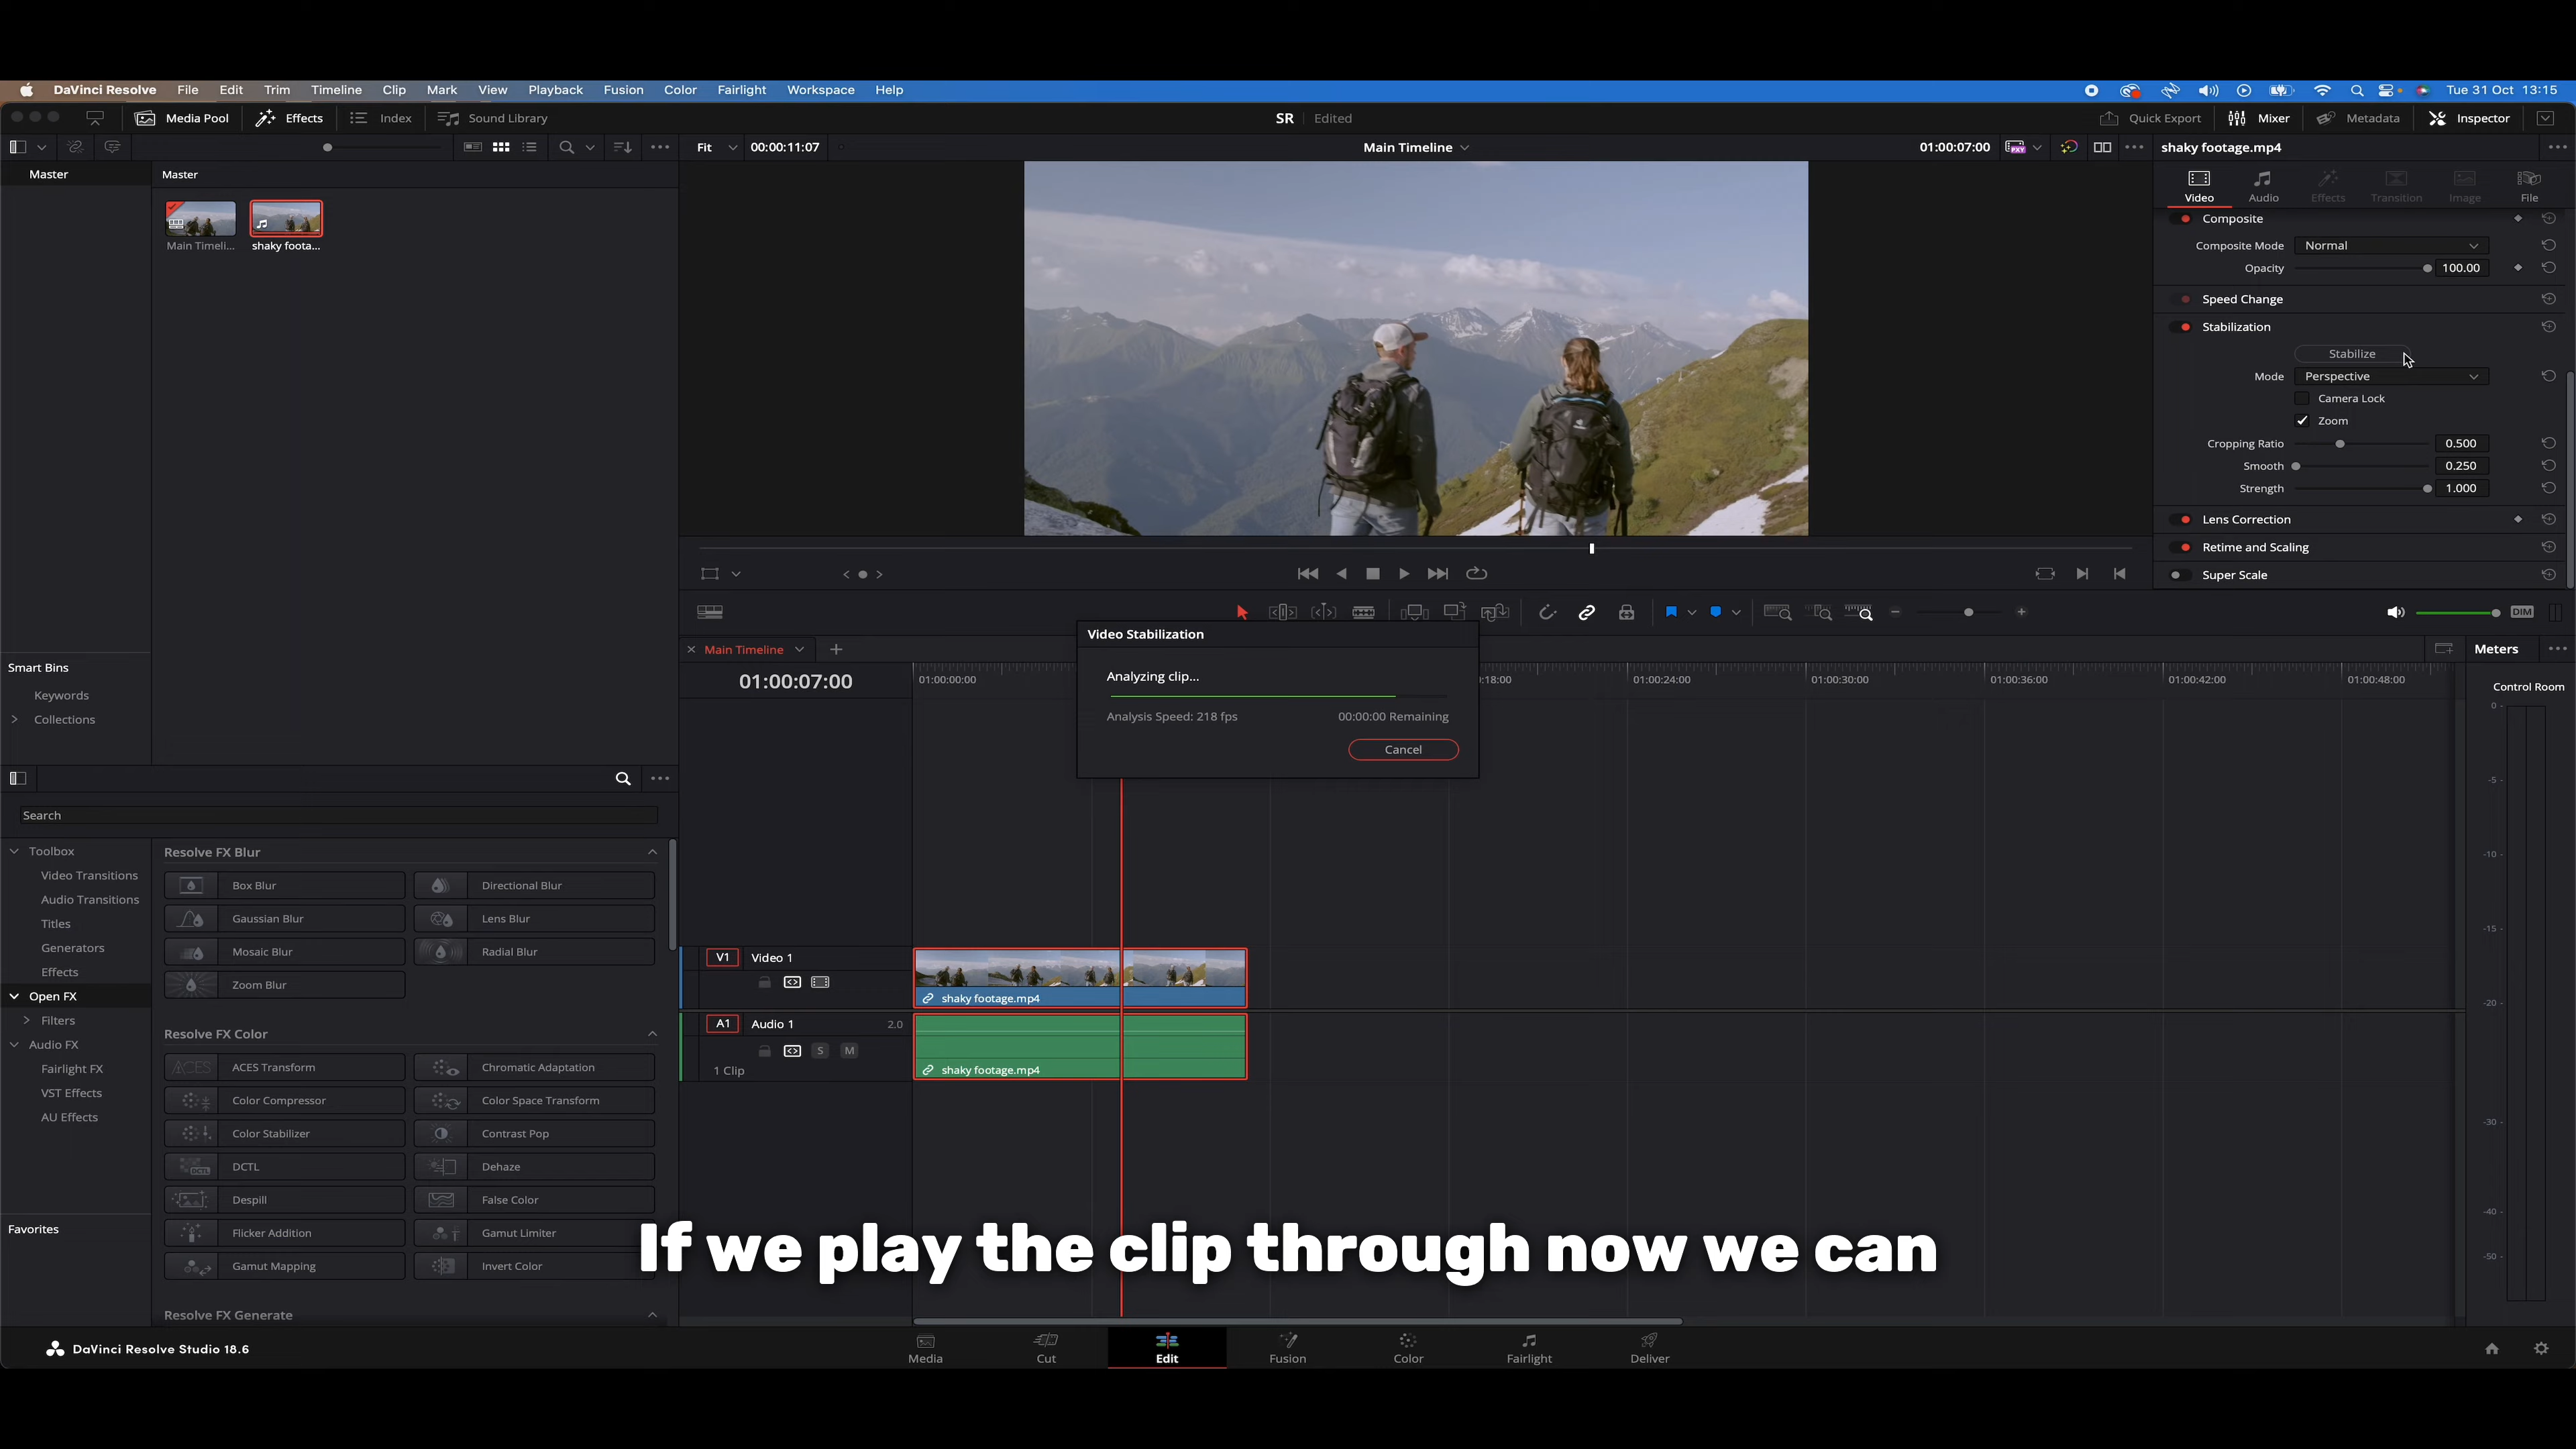 DaVinci Resolve File Edit Trim Timeline Clip Mark View Playback Fusion Color Fairlight Workspace Help Tue 31 Oct 13:15
Media Pool Effects Index Sound Library SR Edited Quick Export Mixer Metadata Inspector
Fit 00:00:11:07 Main Timeline 01:00:07:00 shaky footage.mp4
Master Master
Video Audio Effects Transition Image File
Main Timeli... shaky foota...
Composite
Composite Mode Normal
Opacity 100.00
Speed Change
Stabilization
Stabilize
Mode Perspective
Camera Lock
Zoom
Cropping Ratio 0.500
Smooth 0.250
Strength 1.000
Lens Correction
Retime and Scaling
Super Scale
DIM
Video Stabilization
Analyzing clip...
Analysis Speed: 218 fps 00:00:00 Remaining
Cancel
Main Timeline
Meters
01:00:07:00 01:00:00:00 :18:00 01:00:24:00 01:00:30:00 01:00:36:00 01:00:42:00 01:00:48:00
Control Room
0 -
-5 -
-10 -
-15 -
-20 -
-30 -
-40 -
-50 -
Smart Bins
Keywords
Collections
Search
Toolbox
Video Transitions
Audio Transitions
Titles
Generators
Effects
Open FX
Filters
Audio FX
Fairlight FX
VST Effects
AU Effects
Favorites
Resolve FX Blur
Box Blur Directional Blur
Gaussian Blur Lens Blur
Mosaic Blur Radial Blur
Zoom Blur
Resolve FX Color
ACES ACES Transform Chromatic Adaptation
Color Compressor Color Space Transform
Color Stabilizer Contrast Pop
DCTL DCTL Dehaze
Despill False Color
Flicker Addition Gamut Limiter
Gamut Mapping Invert Color
Resolve FX Generate
V1 Video 1
shaky footage.mp4
A1 Audio 1 2.0
S M
1 Clip
shaky footage.mp4
If we play the clip through now we can
DaVinci Resolve Studio 18.6
Media Cut Edit Fusion Color Fairlight Deliver